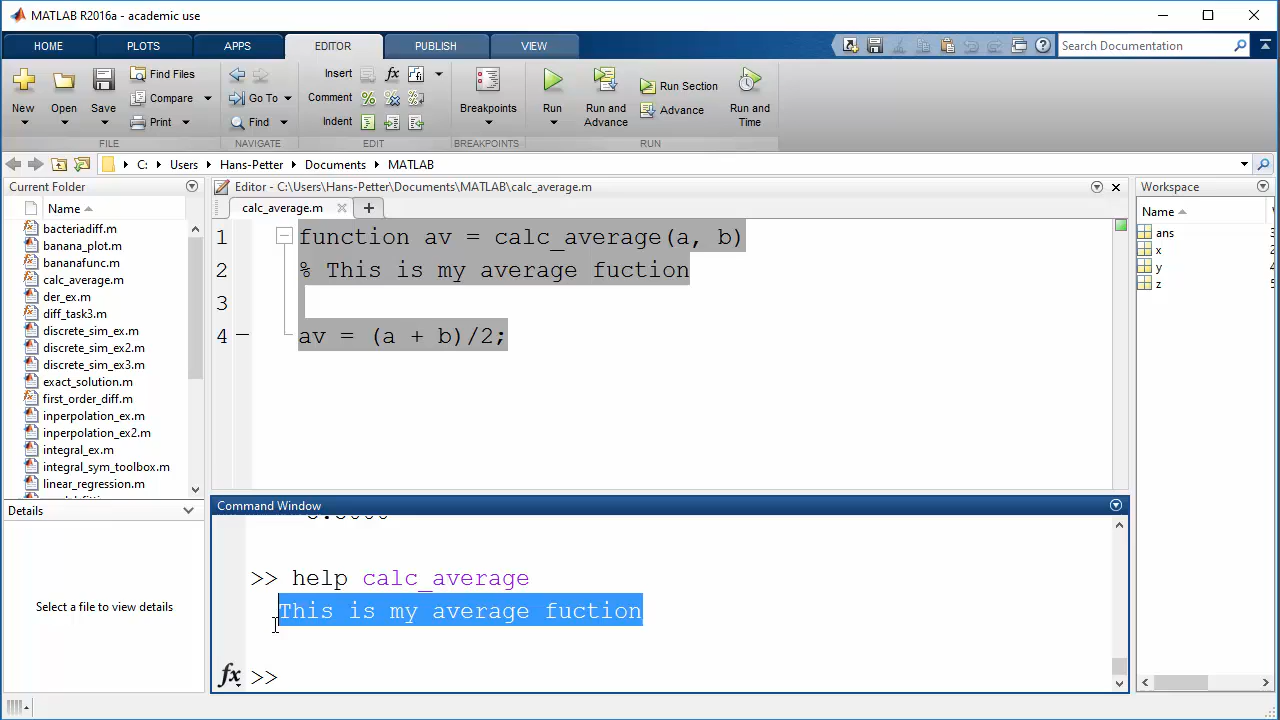 MATLAB R2016a - academic use
HOME PLOTS APPS EDITOR PUBLISH VIEW
Search Documentation
New
Open
Save
Find Files
Compare
Print
FILE
Go To
Find
NAVIGATE
Insert
Comment
Indent
EDIT
Breakpoints
BREAKPOINTS
Run
Run and Advance
Run Section
Advance
Run and Time
RUN
C: Users Hans-Petter Documents MATLAB
Current Folder
Name
bacteriadiff.m
banana_plot.m
bananafunc.m
calc_average.m
der_ex.m
diff_task3.m
discrete_sim_ex.m
discrete_sim_ex2.m
discrete_sim_ex3.m
exact_solution.m
first_order_diff.m
inperpolation_ex.m
inperpolation_ex2.m
integral_ex.m
integral_sym_toolbox.m
linear_regression.m
Details
Select a file to view details
Editor - C:\Users\Hans-Petter\Documents\MATLAB\calc_average.m
calc_average.m
1 function av = calc_average(a, b)
2 % This is my average fuction
3
4 av = (a + b)/2;
Command Window
>> help calc_average
This is my average fuction
fx >>
Workspace
Name
ans
x
y
z